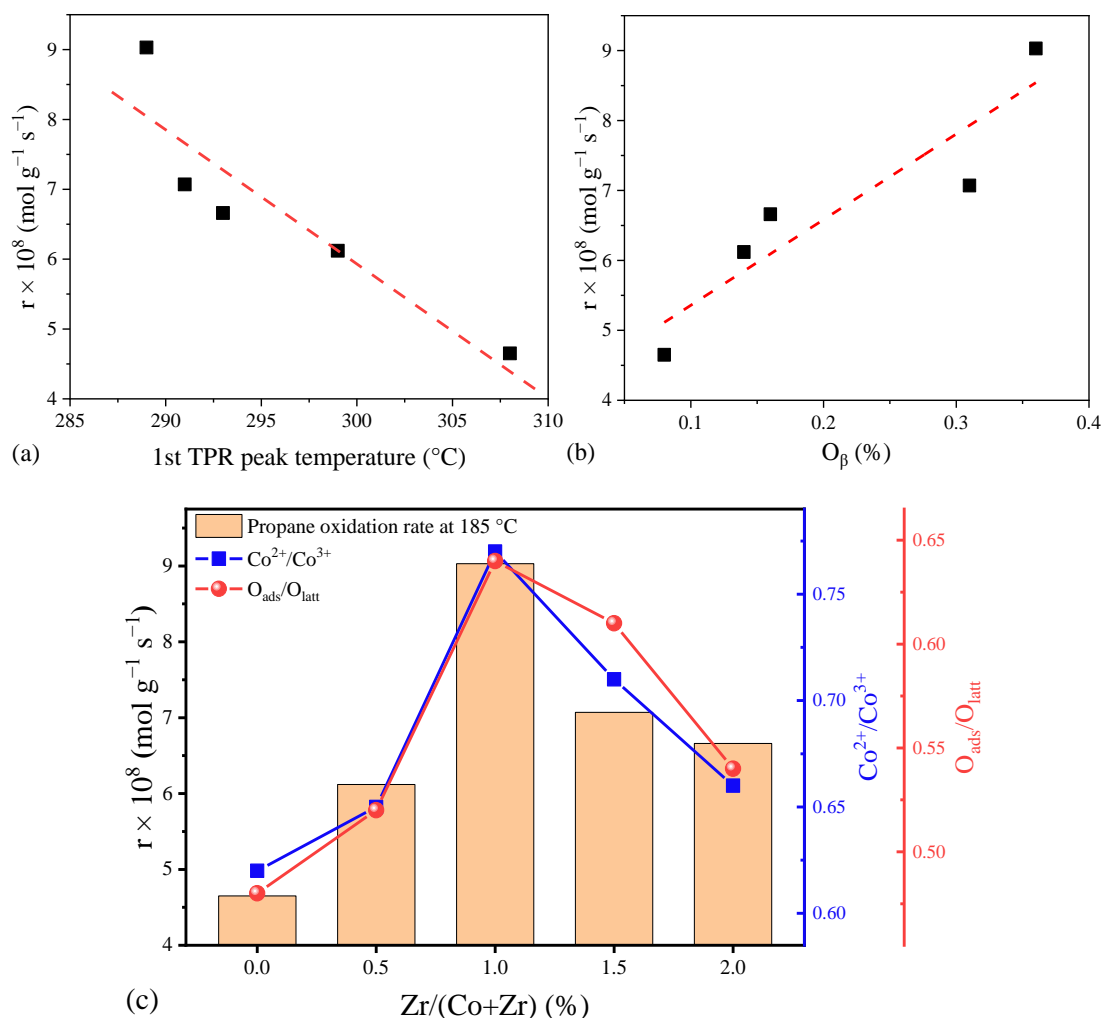 9
8
7
6
5
4
r × 10⁸ (mol g⁻¹ s⁻¹)
285 290 295 300 305 310
(a) 1st TPR peak temperature (°C)
9
8
7
6
5
4
r × 10⁸ (mol g⁻¹ s⁻¹)
0.1 0.2 0.3 0.4
(b) Oᵦ (%)
Propane oxidation rate at 185 °C
Co²⁺/Co³⁺
O_ads/O_latt
9
8
7
6
5
4
r × 10⁸ (mol g⁻¹ s⁻¹)
0.75
0.70
0.65
0.60
Co²⁺/Co³⁺
0.65
0.60
0.55
0.50
O_ads/O_latt
0.0 0.5 1.0 1.5 2.0
(c) Zr/(Co+Zr) (%)